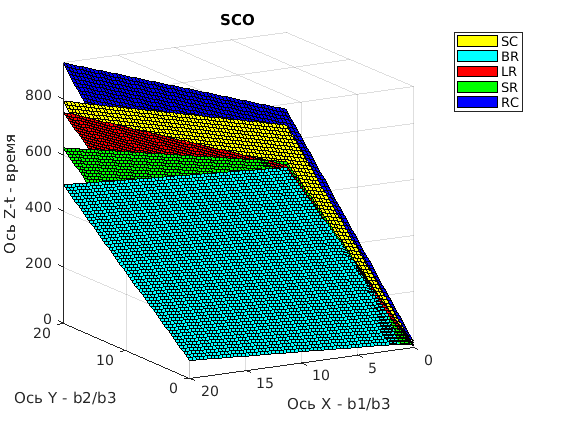 SCO
SC
BR
LR
SR
RC
800
600
400
200
0
Ось Z-t - время
20
10
0
Ось Y - b2/b3
20
15
10
5
0
Ось X - b1/b3